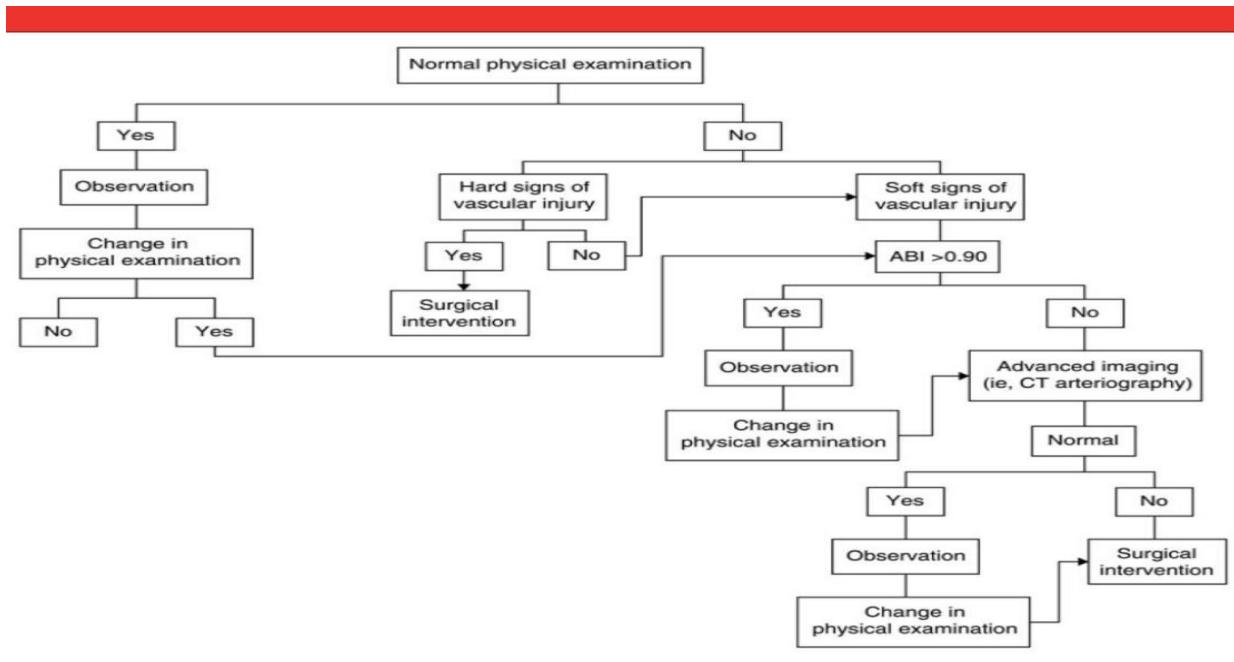 Normal physical examination
Yes
No
Observation
Hard signs of
vascular injury
Soft signs of
vascular injury
Change in
physical examination
Yes
No
ABI >0.90
No
Yes
Surgical
intervention
Yes
No
Observation
Advanced imaging
(ie, CT arteriography)
Change in
physical examination
Normal
Yes
No
Observation
Surgical
intervention
Change in
physical examination